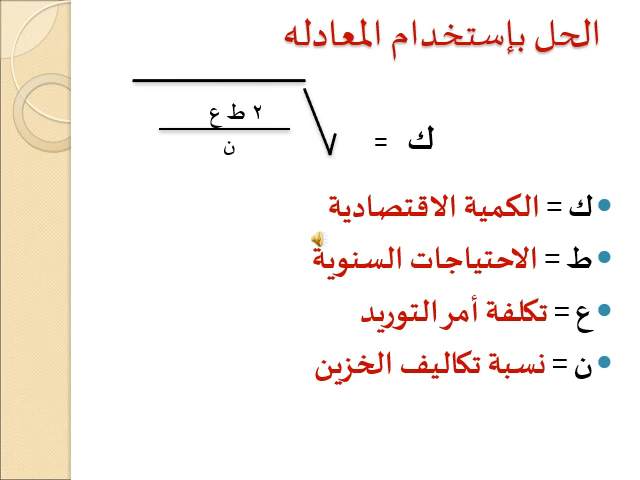 الحل بإستخدام المعادله
٢ ط ع
ك =
ن
ك = الكمية الاقتصادية
ط = الاحتياجات السنوية
ع = تكلفة أمر التوريد
ن = نسبة تكاليف الخزين